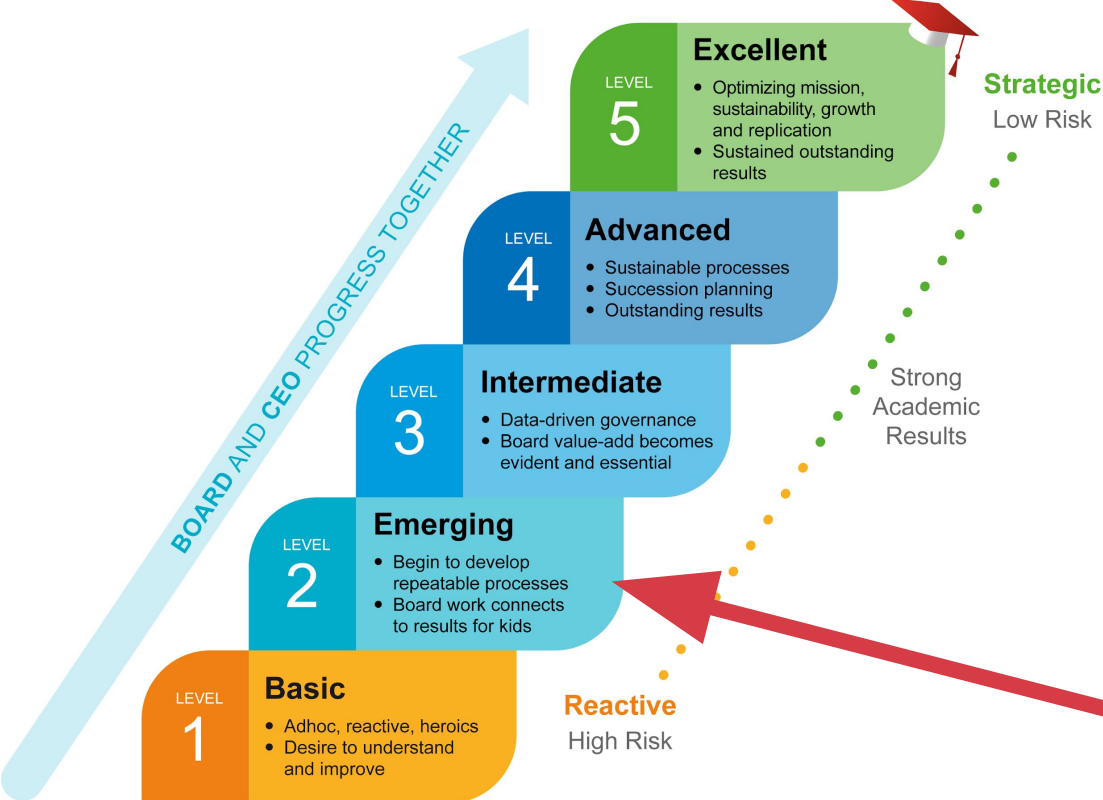 Excellent
LEVEL
5
• Optimizing mission,
sustainability, growth
and replication
• Sustained outstanding
results
Strategic
Low Risk
LEVEL
4
Advanced
• Sustainable processes
• Succession planning
• Outstanding results
BOARD AND CEO PROGRESS TOGETHER
LEVEL
3
Intermediate
• Data-driven governance
• Board value-add becomes
evident and essential
Strong
Academic
Results
LEVEL
2
Emerging
• Begin to develop
repeatable processes
• Board work connects
to results for kids
LEVEL
1
Basic
• Adhoc, reactive, heroics
• Desire to understand
and improve
Reactive
High Risk